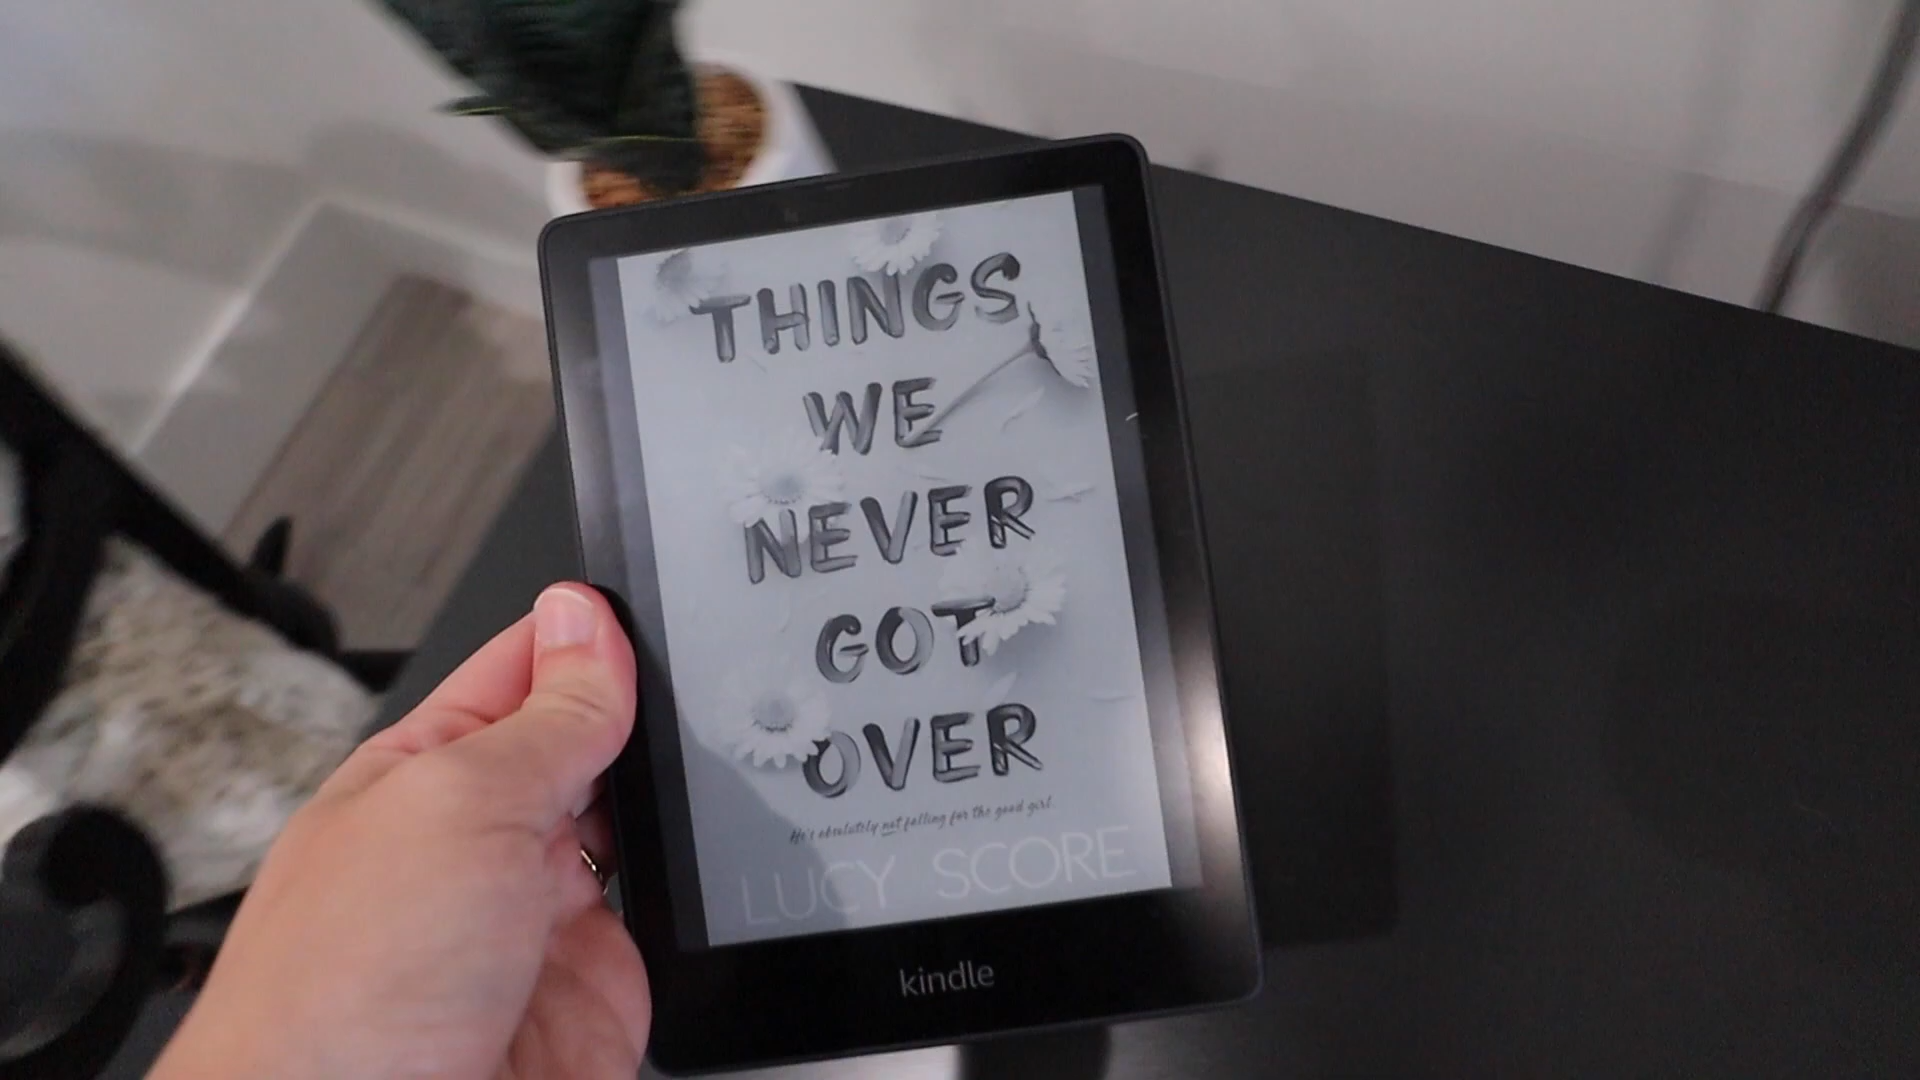 THINGS
WE
NEVER
GOT
OVER
He's absolutely not falling for the good girl.
LUCY SCORE
kindle